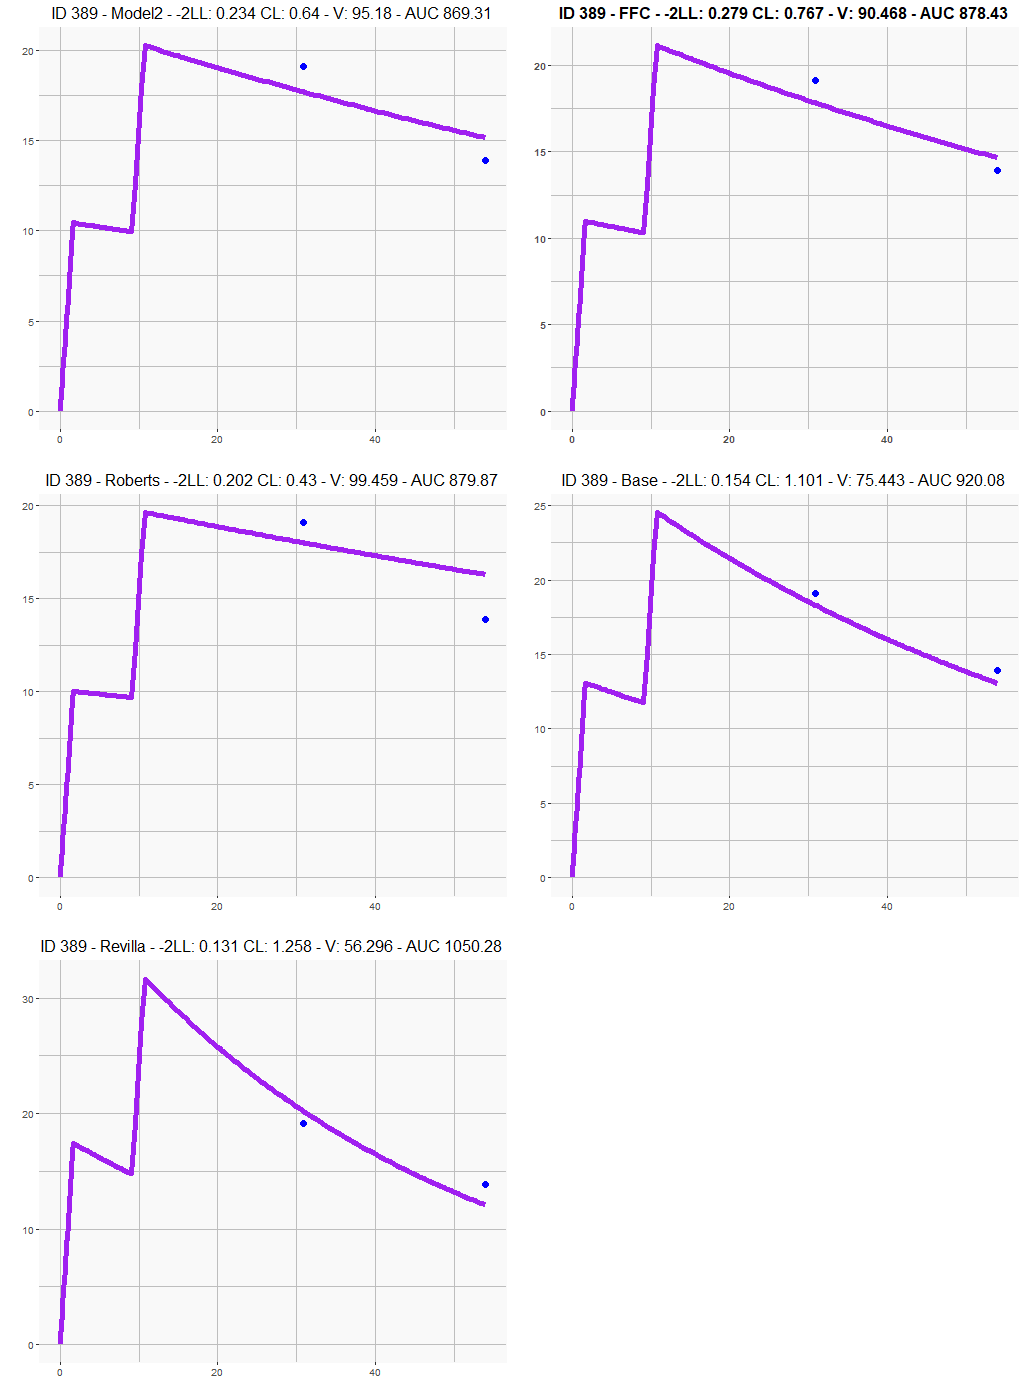 ID 389 - Model2 - -2LL: 0.234 CL: 0.64 - V: 95.18 - AUC 869.31
20
15
10
5
0
0 20 40
ID 389 - FFC - -2LL: 0.279 CL: 0.767 - V: 90.468 - AUC 878.43
20
15
10
5
0
0 20 40
ID 389 - Roberts - -2LL: 0.202 CL: 0.43 - V: 99.459 - AUC 879.87
20
15
10
5
0
0 20 40
ID 389 - Base - -2LL: 0.154 CL: 1.101 - V: 75.443 - AUC 920.08
25
20
15
10
5
0
0 20 40
ID 389 - Revilla - -2LL: 0.131 CL: 1.258 - V: 56.296 - AUC 1050.28
30
20
10
0
0 20 40